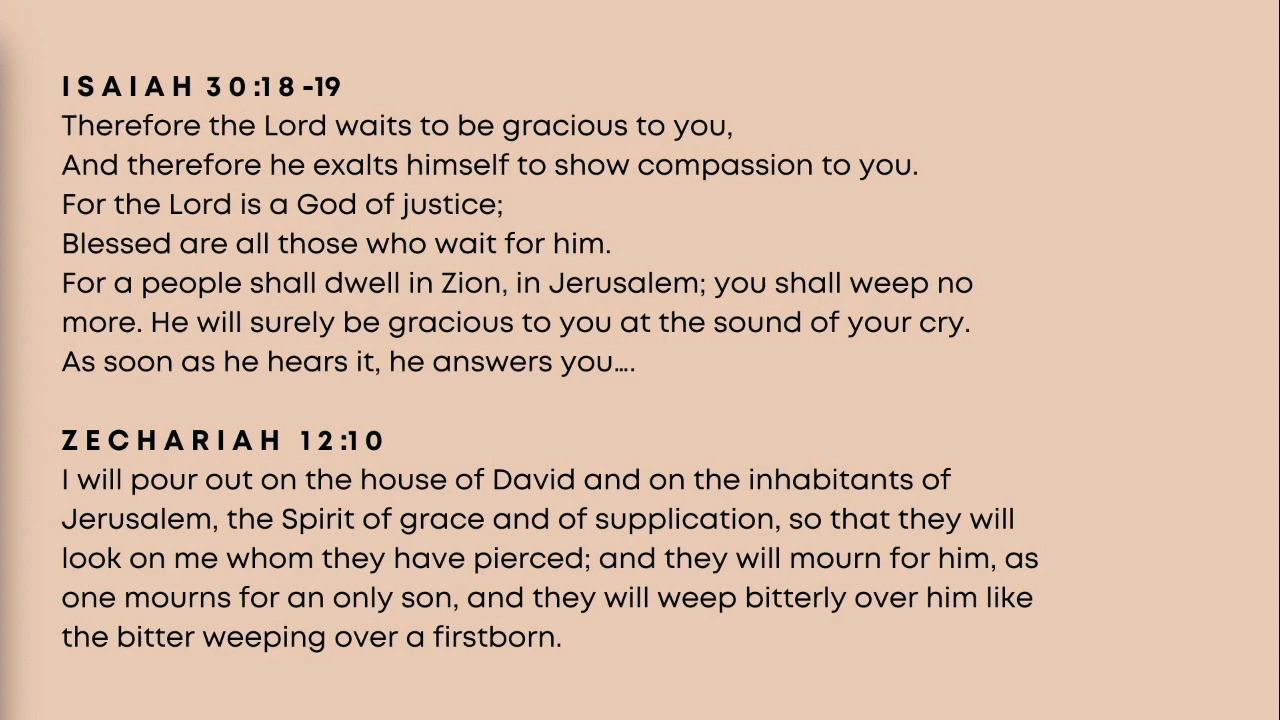 ISAIAH 30:18-19
Therefore the Lord waits to be gracious to you,
And therefore he exalts himself to show compassion to you.
For the Lord is a God of justice;
Blessed are all those who wait for him.
For a people shall dwell in Zion, in Jerusalem; you shall weep no
more. He will surely be gracious to you at the sound of your cry.
As soon as he hears it, he answers you....
ZECHARIAH 12:10
I will pour out on the house of David and on the inhabitants of
Jerusalem, the Spirit of grace and of supplication, so that they will
look on me whom they have pierced; and they will mourn for him, as
one mourns for an only son, and they will weep bitterly over him like
the bitter weeping over a firstborn.